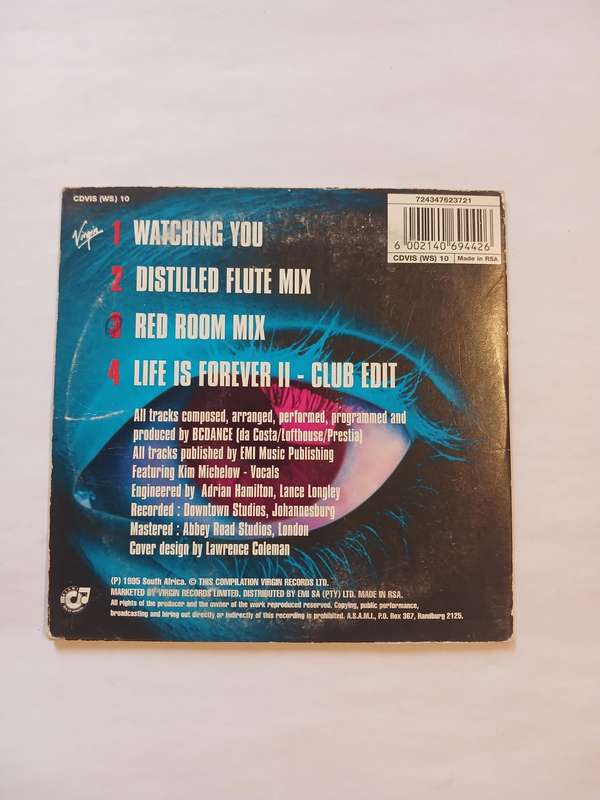 CDVIS (WS) 10
724347623721
6 002140 694426
CDVIS (WS) 10 Made in RSA
Virgin
1 WATCHING YOU
2 DISTILLED FLUTE MIX
3 RED ROOM MIX
4 LIFE IS FOREVER II - CLUB EDIT
All tracks composed, arranged, performed, programmed and
produced by BCDANCE (da Costa/Lofthouse/Prestia)
All tracks published by EMI Music Publishing
Featuring Kim Michelow - Vocals
Engineered by Adrian Hamilton, Lance Longley
Recorded : Downtown Studios, Johannesburg
Mastered : Abbey Road Studios, London
Cover design by Lawrence Coleman
(P) 1995 South Africa. © THIS COMPILATION VIRGIN RECORDS LTD.
MARKETED BY VIRGIN RECORDS LIMITED. DISTRIBUTED BY EMI SA (PTY) LTD. MADE IN RSA.
All rights of the producer and the owner of the work reproduced reserved. Copying, public performance,
broadcasting and hiring out directly or indirectly of this recording is prohibited. A.S.A.M.I., P.O. Box 367, Randburg 2125.